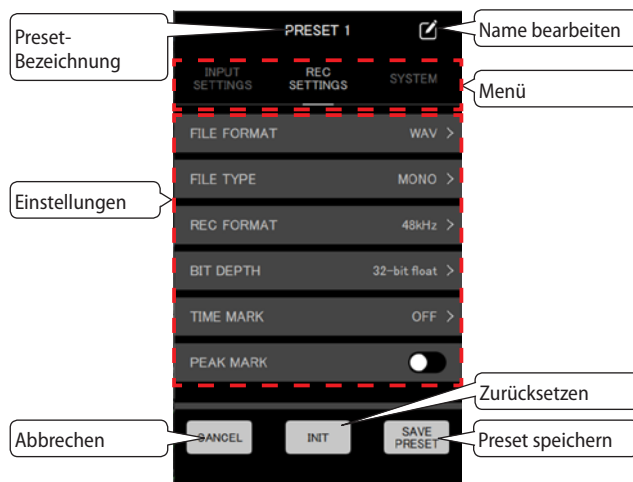 Preset-
Bezeichnung
PRESET 1
Name bearbeiten
INPUT
SETTINGS
REC
SETTINGS
SYSTEM
Menü
Einstellungen
FILE FORMAT WAV >
FILE TYPE MONO >
REC FORMAT 48kHz >
BIT DEPTH 32-bit float >
TIME MARK OFF >
PEAK MARK
Zurücksetzen
Abbrechen
CANCEL
INIT
SAVE
PRESET
Preset speichern